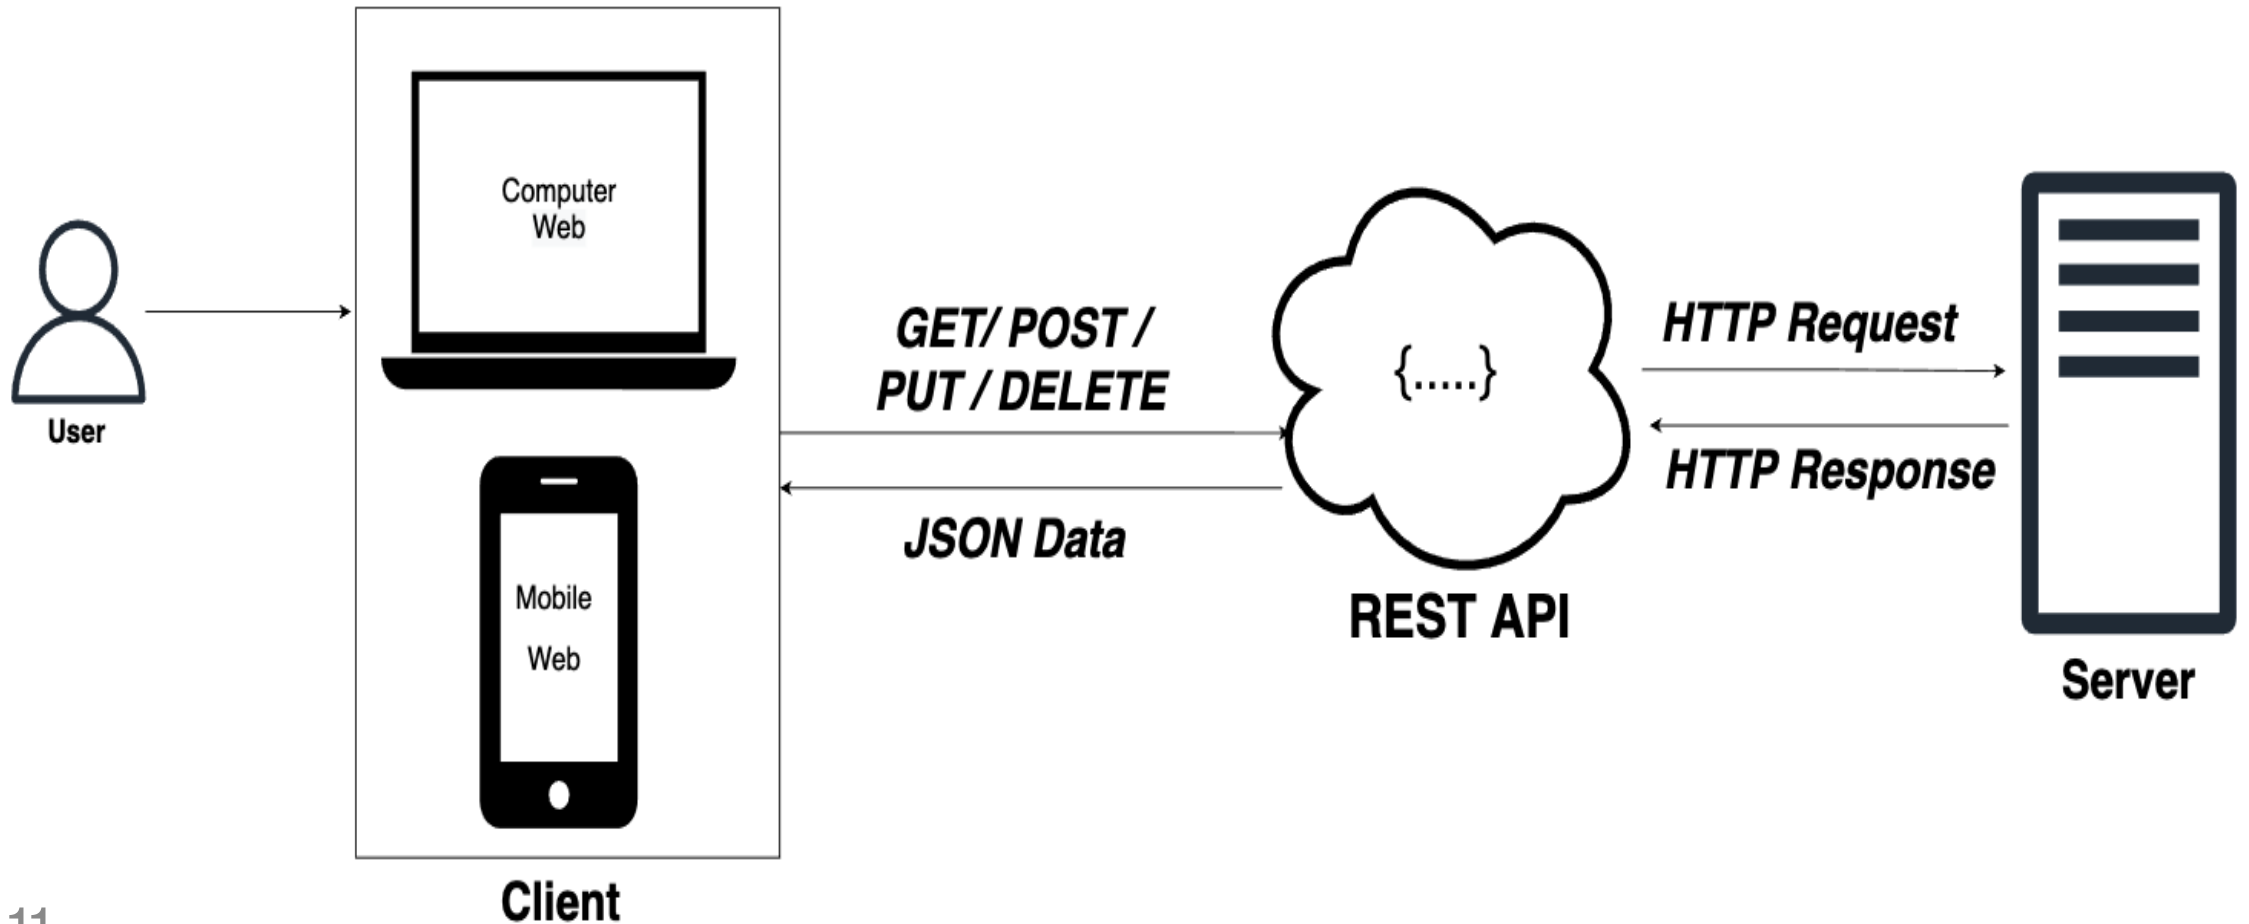 Computer
Web
User
GET/ POST /
PUT / DELETE
JSON Data
Mobile
Web
Client
{.....}
REST API
HTTP Request
HTTP Response
Server
11